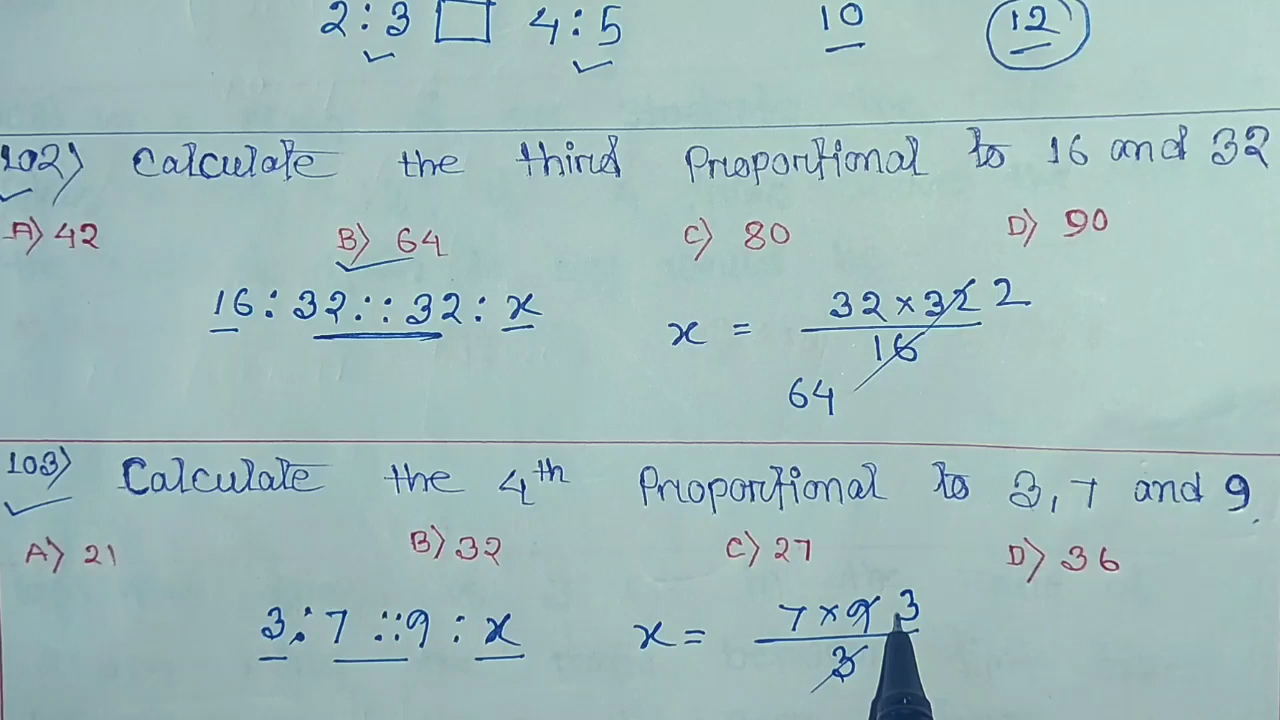 2 : 3 □ 4 : 5 10 12
102) Calculate the third Proportional to 16 and 32
A) 42 B) 64 C) 80 D) 90
16 : 32 :: 32 : x x = 32 × 32 2
16
64
103) Calculate the 4th Proportional to 3, 7 and 9.
A) 21 B) 32 C) 27 D) 36
3 : 7 :: 9 : x x = 7 × 9 3
3